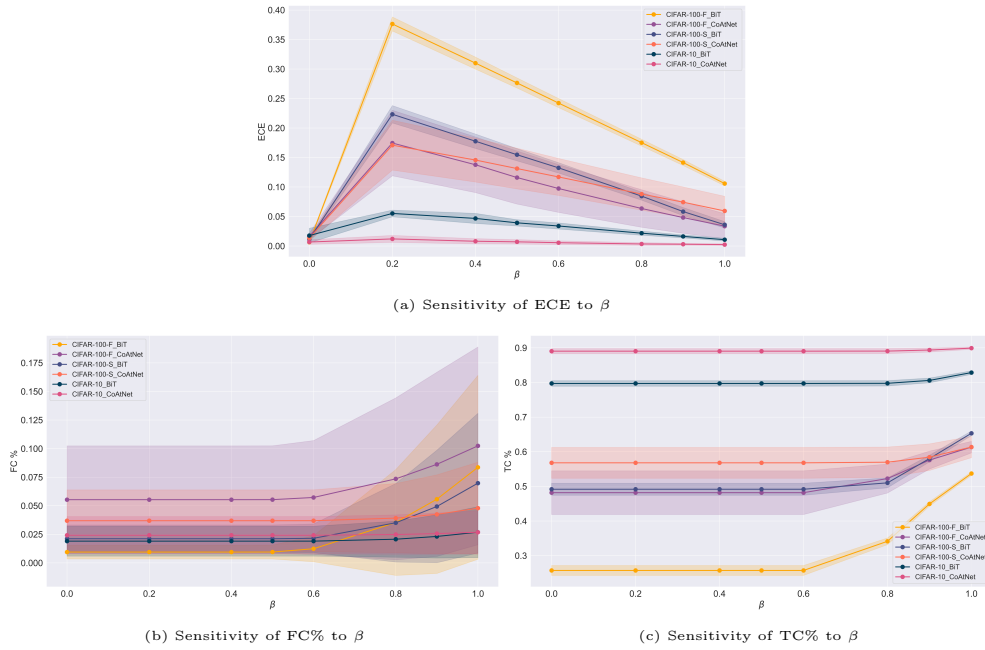 0.40
0.35
0.30
0.25
0.20
0.15
0.10
0.05
0.00
ECE
0.0 0.2 0.4 0.6 0.8 1.0
β
CIFAR-100-F_BiT
CIFAR-100-F_CoAtNet
CIFAR-100-S_BiT
CIFAR-100-S_CoAtNet
CIFAR-10_BiT
CIFAR-10_CoAtNet
(a) Sensitivity of ECE to β
CIFAR-100-F_BiT
CIFAR-100-F_CoAtNet
CIFAR-100-S_BiT
CIFAR-100-S_CoAtNet
CIFAR-10_BiT
CIFAR-10_CoAtNet
0.175
0.150
0.125
0.100
0.075
0.050
0.025
0.000
FC %
0.0 0.2 0.4 0.6 0.8 1.0
β
(b) Sensitivity of FC% to β
0.9
0.8
0.7
0.6
0.5
0.4
0.3
TC %
CIFAR-100-F_BiT
CIFAR-100-F_CoAtNet
CIFAR-100-S_BiT
CIFAR-100-S_CoAtNet
CIFAR-10_BiT
CIFAR-10_CoAtNet
0.0 0.2 0.4 0.6 0.8 1.0
β
(c) Sensitivity of TC% to β